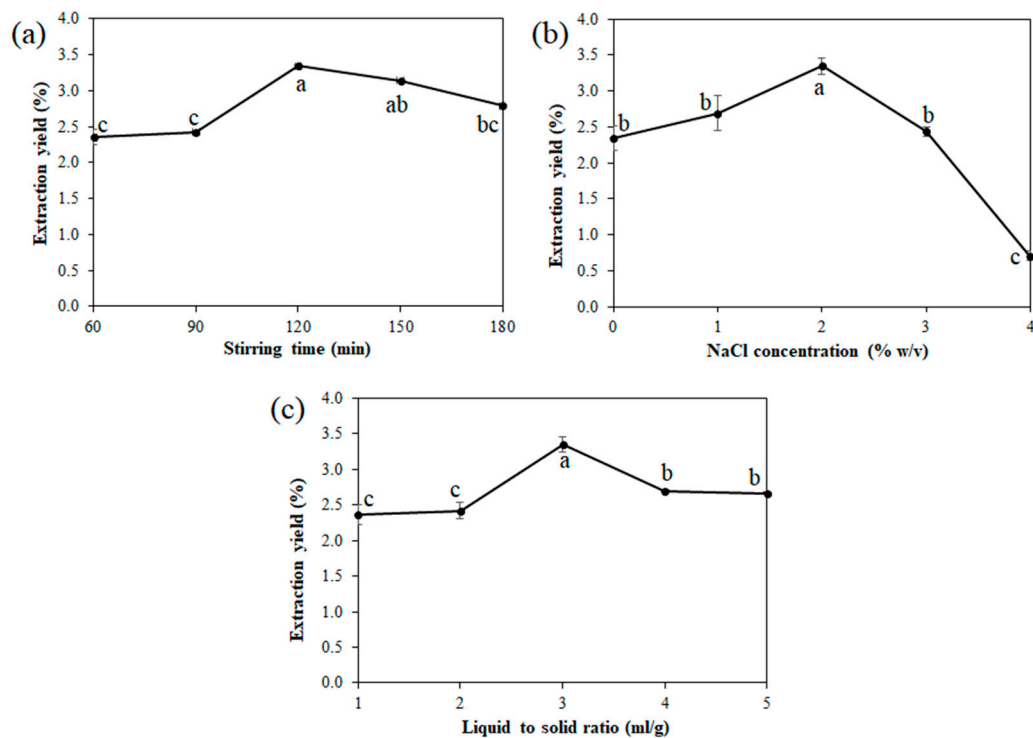 (a)
4.0
3.5
3.0
2.5
2.0
1.5
1.0
0.5
0.0
Extraction yield (%)
c c a ab bc
60 90 120 150 180
Stirring time (min)
(b)
4.0
3.5
3.0
2.5
2.0
1.5
1.0
0.5
0.0
Extraction yield (%)
b b a b c
0 1 2 3 4
NaCl concentration (% w/v)
(c)
4.0
3.5
3.0
2.5
2.0
1.5
1.0
0.5
0.0
Extraction yield (%)
c c a b b
1 2 3 4 5
Liquid to solid ratio (ml/g)